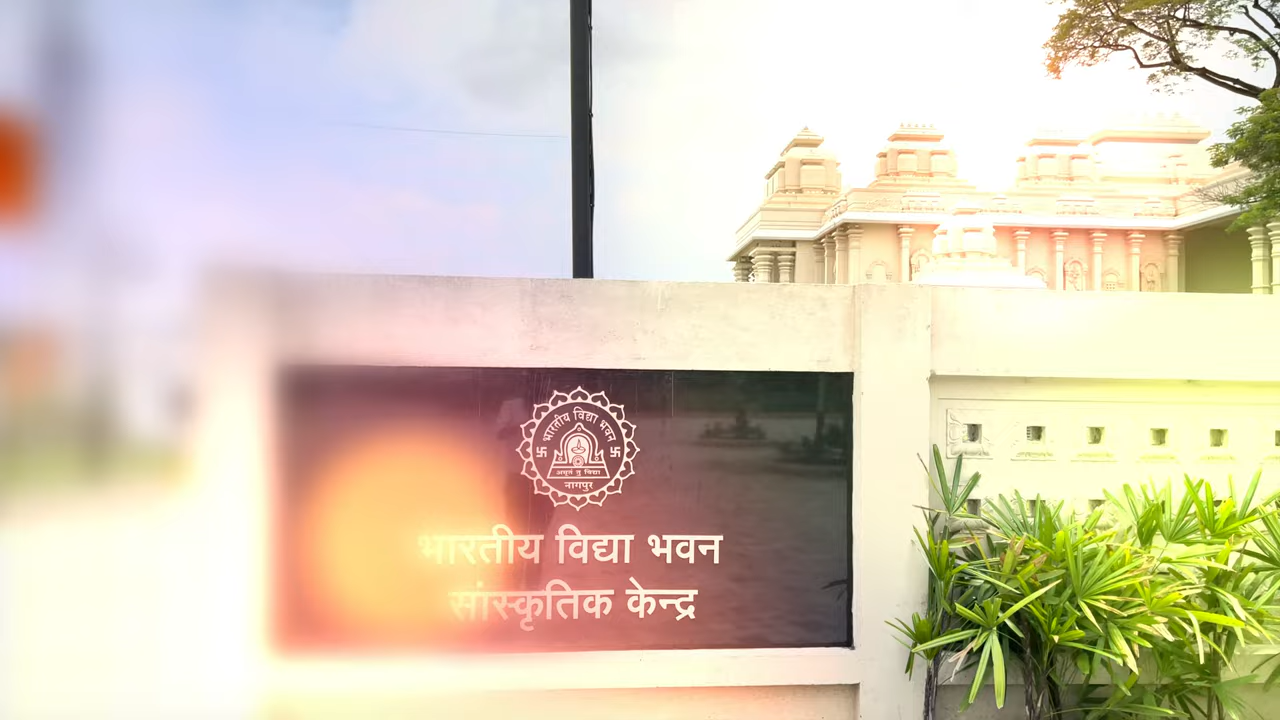 भारतीय विद्या भवन
अमृतं तु विद्या
नागपुर
भारतीय विद्या भवन
सांस्कृतिक केन्द्र